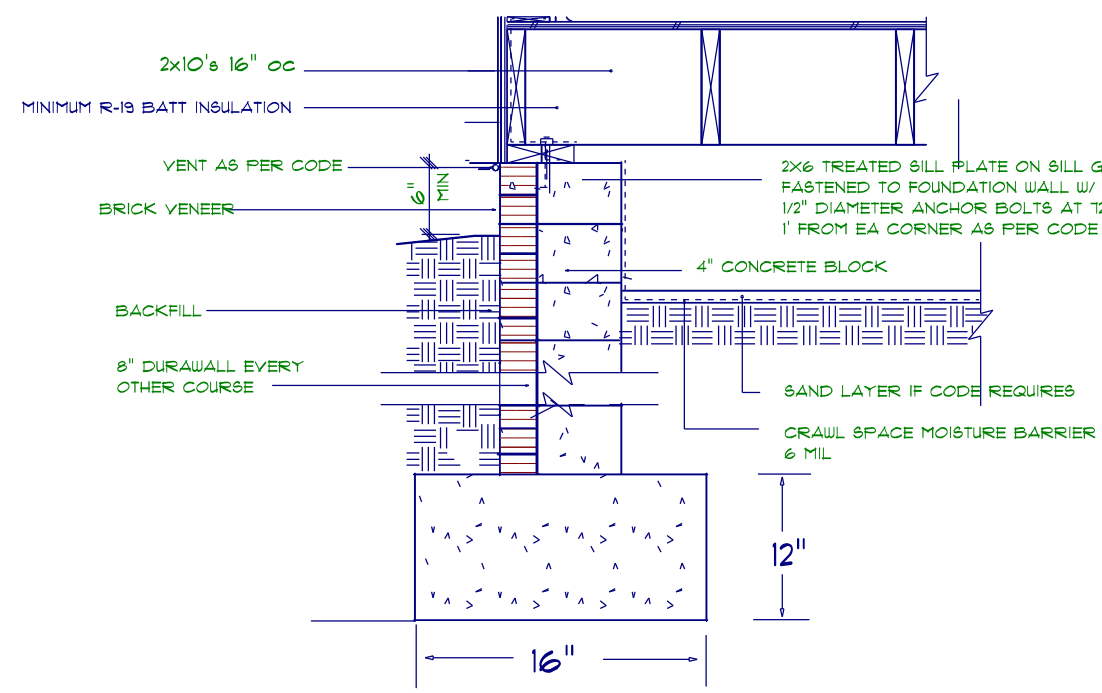 2x10's 16" oc
MINIMUM R-19 BATT INSULATION
VENT AS PER CODE
6"
MIN
BRICK VENEER
2X6 TREATED SILL PLATE ON SILL G
FASTENED TO FOUNDATION WALL W/
1/2" DIAMETER ANCHOR BOLTS AT 72
1' FROM EA CORNER AS PER CODE
4" CONCRETE BLOCK
BACKFILL
8" DURAWALL EVERY
OTHER COURSE
SAND LAYER IF CODE REQUIRES
CRAWL SPACE MOISTURE BARRIER
6 MIL
12"
16"